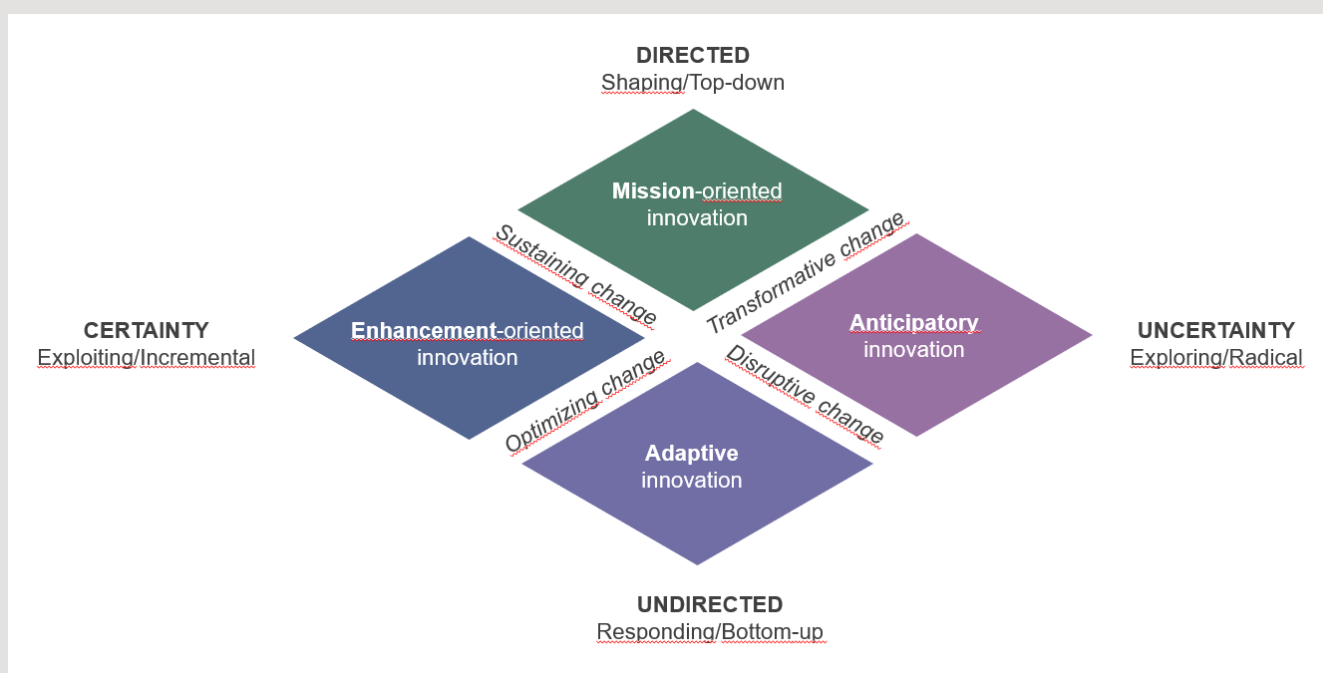 DIRECTED
Shaping/Top-down
Mission-oriented
innovation
Sustaining change
Transformative change
Enhancement-oriented
innovation
Anticipatory
innovation
CERTAINTY
Exploiting/Incremental
UNCERTAINTY
Exploring/Radical
Optimizing change
Disruptive change
Adaptive
innovation
UNDIRECTED
Responding/Bottom-up